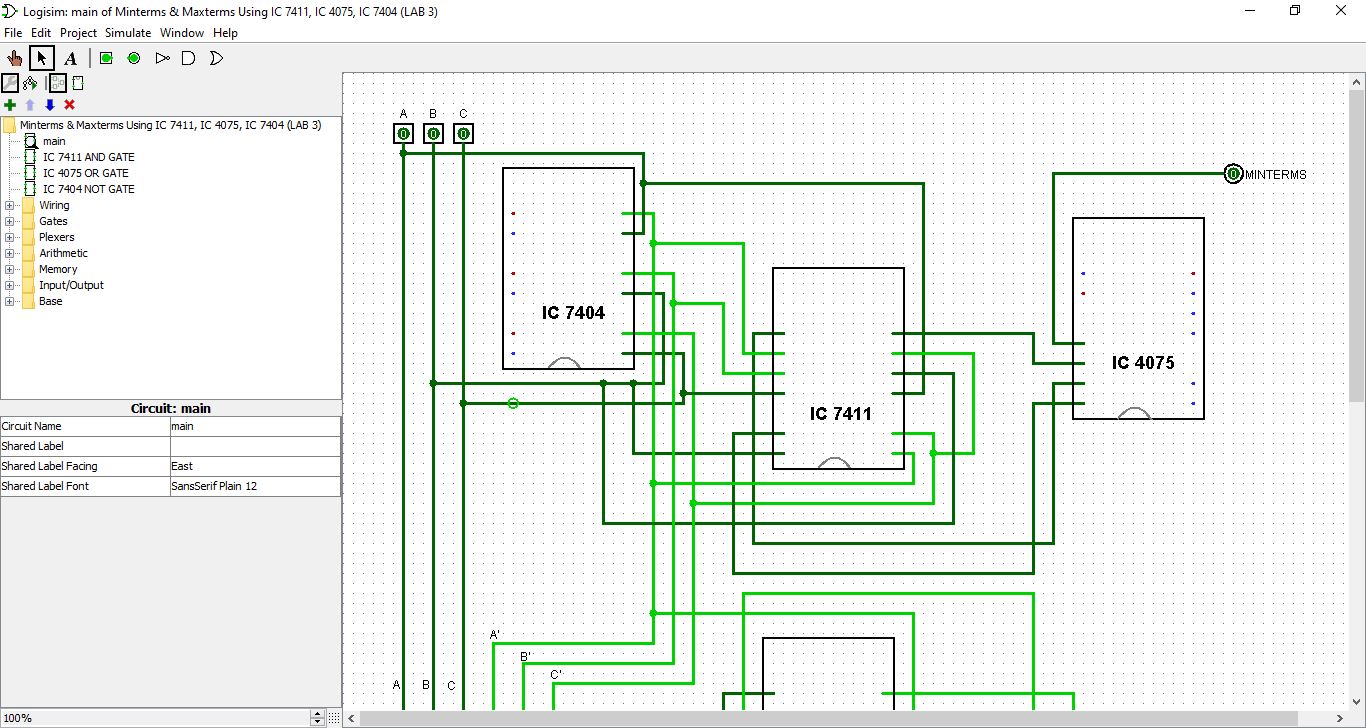 Logisim: main of Minterms & Maxterms Using IC 7411, IC 4075, IC 7404 (LAB 3)
File Edit Project Simulate Window Help
A
Minterms & Maxterms Using IC 7411, IC 4075, IC 7404 (LAB 3)
main
IC 7411 AND GATE
IC 4075 OR GATE
IC 7404 NOT GATE
Wiring
Gates
Plexers
Arithmetic
Memory
Input/Output
Base
Circuit: main
Circuit Name main
Shared Label
Shared Label Facing East
Shared Label Font SansSerif Plain 12
100%
A B C
0 0 0
0 MINTERMS
IC 7404
IC 4075
IC 7411
A'
B'
C'
A B C